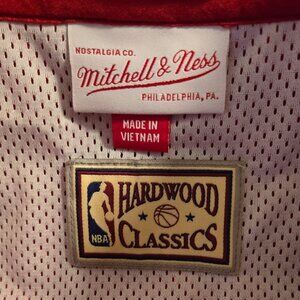 NOSTALGIA CO.
Mitchell & Ness
PHILADELPHIA, PA.
MADE IN
VIETNAM
HARDWOOD
NBA
CLASSICS